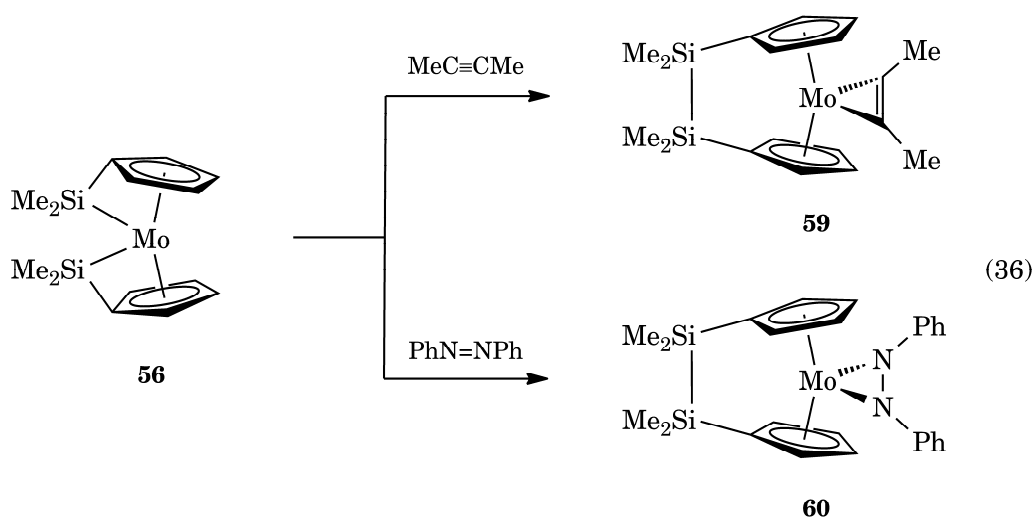 Me₂Si
Me₂Si
Mo
56
MeC≡CMe
PhN=NPh
Me₂Si
Me₂Si
Mo
Me
Me
59
(36)
Me₂Si
Me₂Si
Mo
N
N
Ph
Ph
60